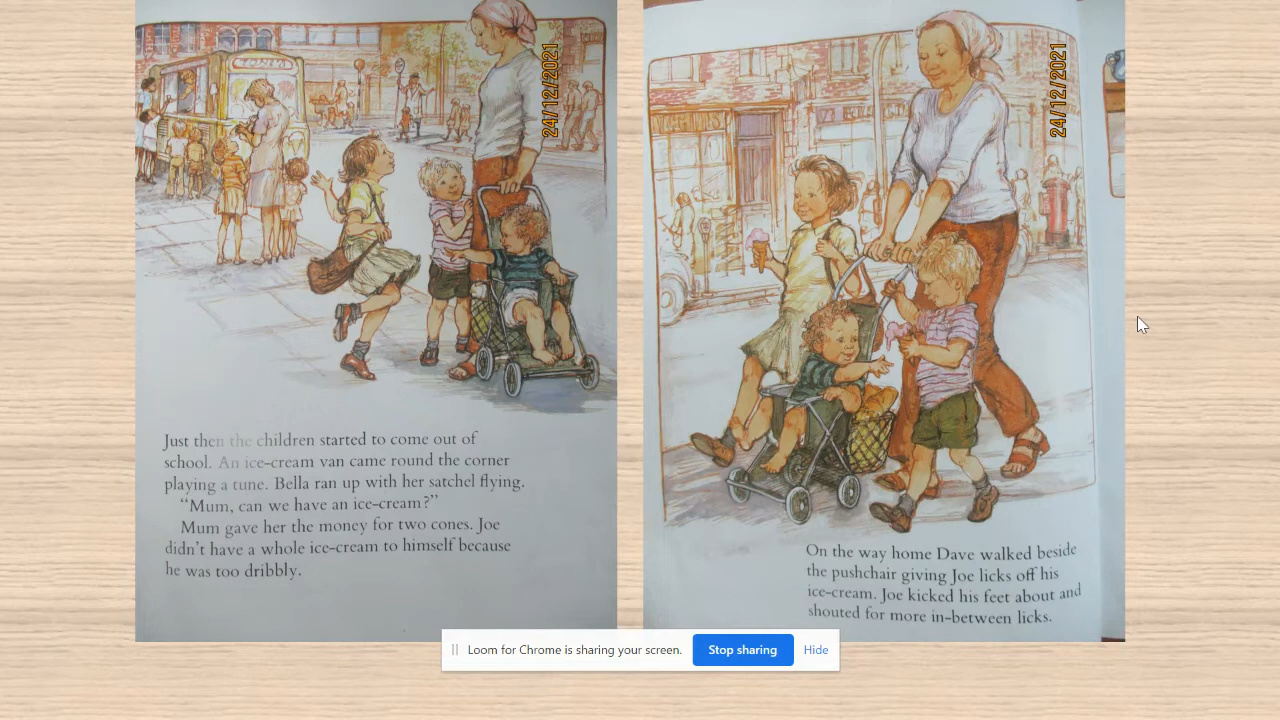 24/12/2021
Just then the children started to come out of
school. An ice-cream van came round the corner
playing a tune. Bella ran up with her satchel flying.
"Mum, can we have an ice-cream?"
Mum gave her the money for two cones. Joe
didn't have a whole ice-cream to himself because
he was too dribbly.
24/12/2021
On the way home Dave walked beside
the pushchair giving Joe licks off his
ice-cream. Joe kicked his feet about and
shouted for more in-between licks.
Loom for Chrome is sharing your screen.
Stop sharing
Hide